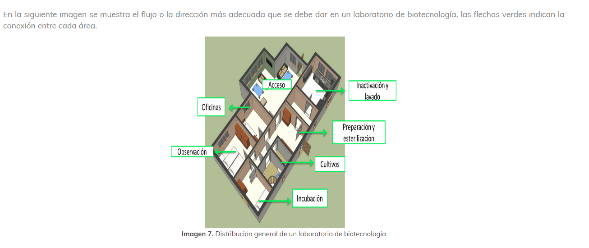 En la siguiente imagen se muestra el flujo o la dirección más adecuada que se debe dar en un laboratorio de biotecnología, las flechas verdes indican la
conexión entre cada área.
Acceso
Inactivación y
lavado
Oficinas
Preparación y
esterilización
Observación
Cultivos
Incubación
Imagen 7. Distribución general de un laboratorio de biotecnología